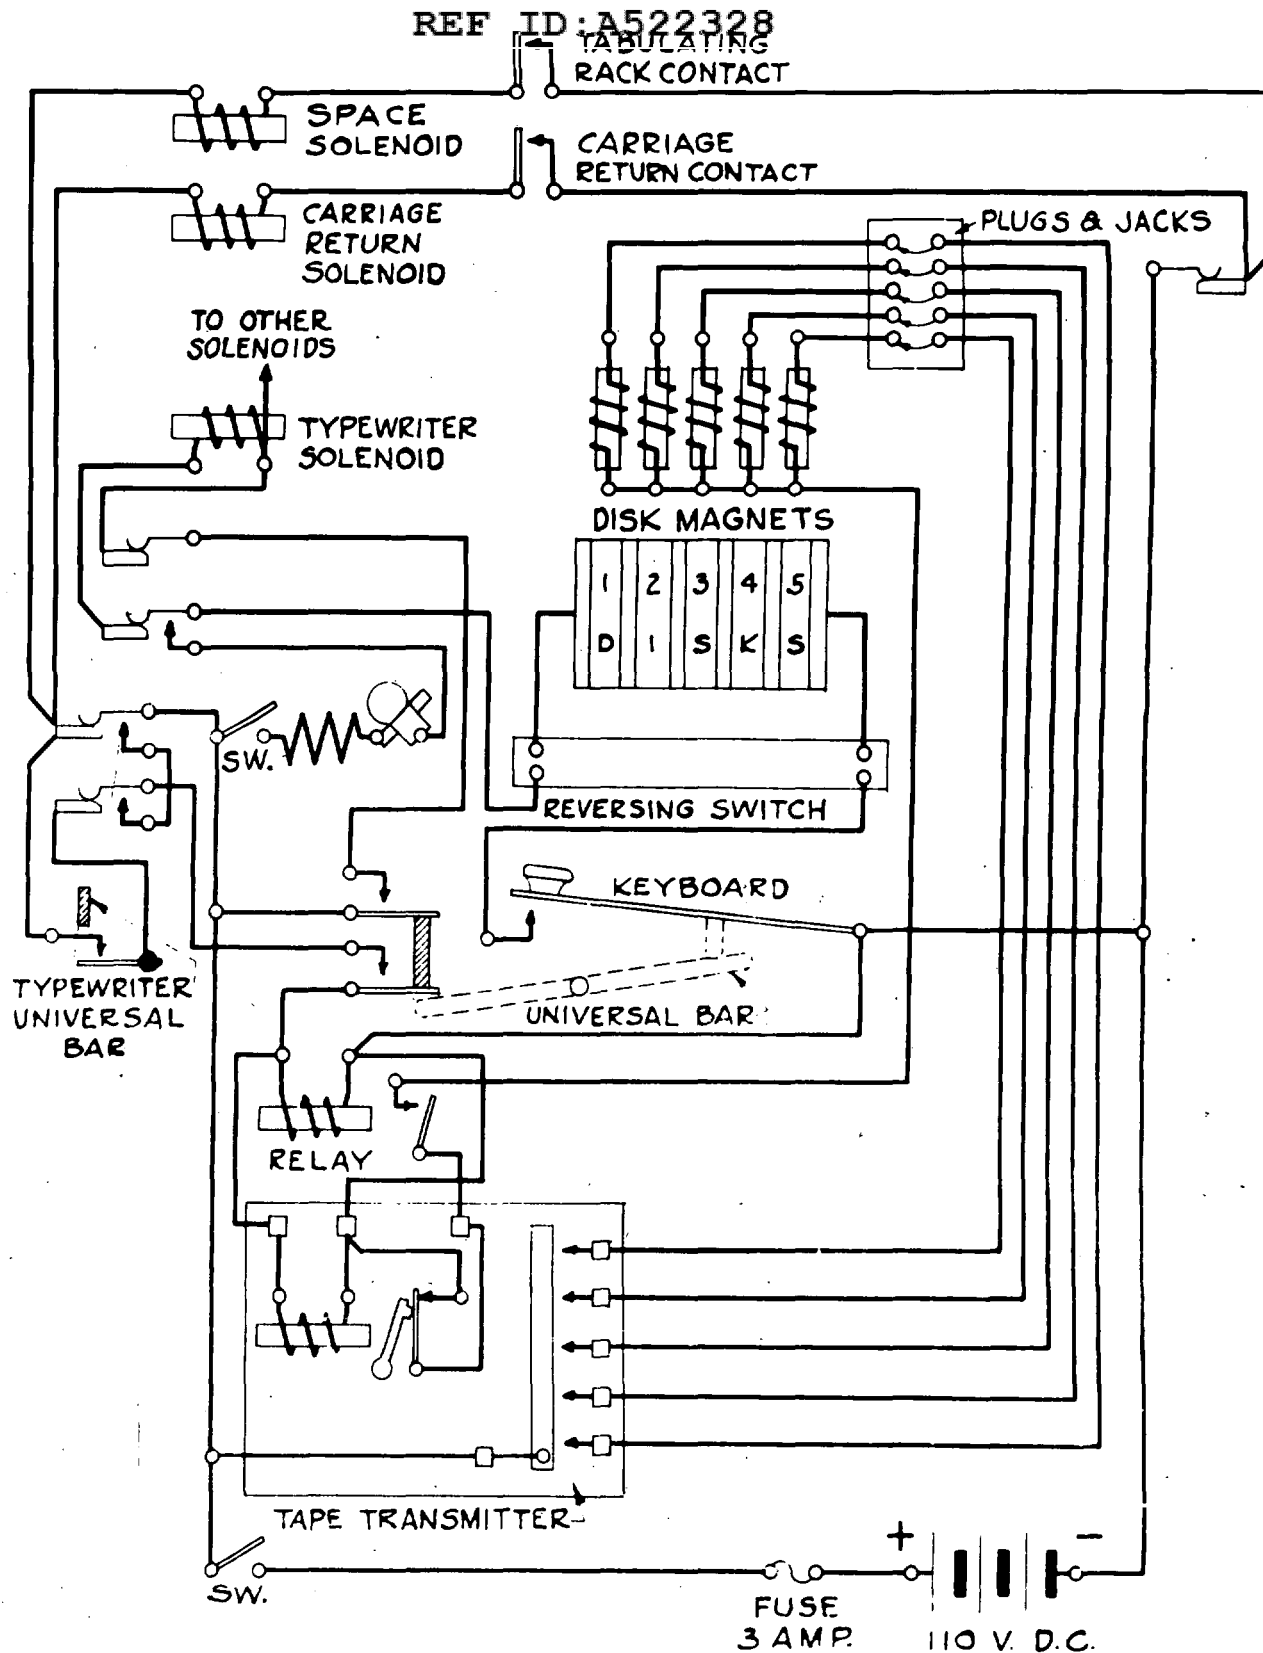 REF ID:A522328
TABULATING
RACK CONTACT
SPACE
SOLENOID
CARRIAGE
RETURN CONTACT
CARRIAGE
RETURN
SOLENOID
PLUGS & JACKS
TO OTHER
SOLENOIDS
TYPEWRITER
SOLENOID
DISK MAGNETS
1 2 3 4 5
D I S K S
SW.
REVERSING SWITCH
KEYBOARD
TYPEWRITER
UNIVERSAL
BAR
UNIVERSAL BAR
RELAY
TAPE TRANSMITTER
SW.
+ −
FUSE
3 AMP.
110 V. D.C.